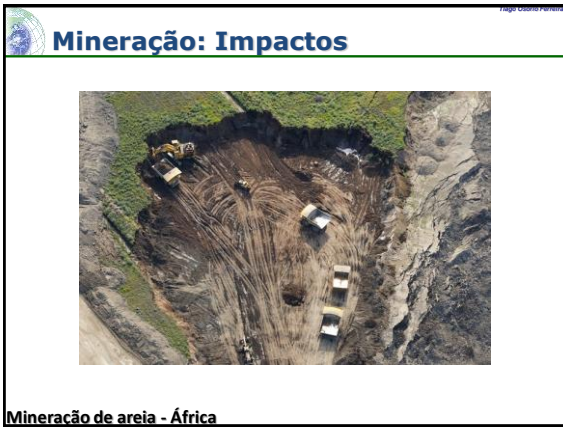 Tiago Osório Ferreira
Mineração: Impactos
Mineração de areia - África